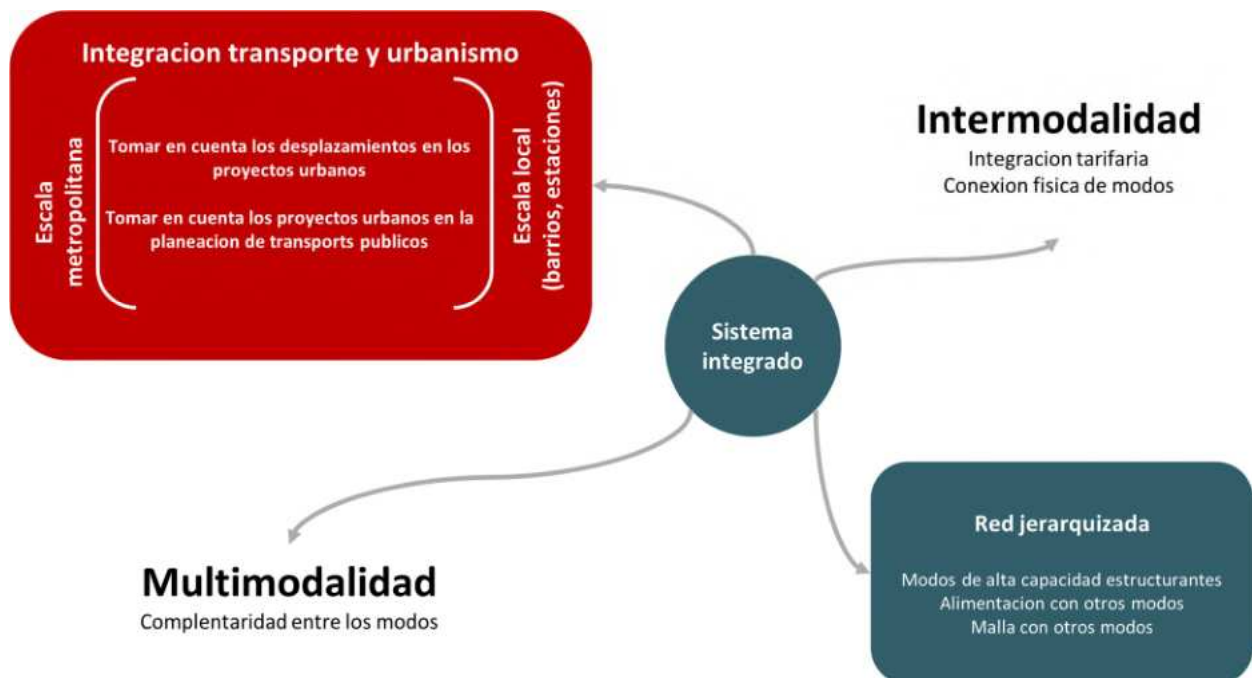 Integracion transporte y urbanismo
Escala
metropolitana
Tomar en cuenta los desplazamientos en los
proyectos urbanos
Tomar en cuenta los proyectos urbanos en la
planeacion de transports publicos
Escala local
(barrios, estaciones)
Intermodalidad
Integracion tarifaria
Conexion fisica de modos
Sistema
integrado
Multimodalidad
Complentaridad entre los modos
Red jerarquizada
Modos de alta capacidad estructurantes
Alimentacion con otros modos
Malla con otros modos